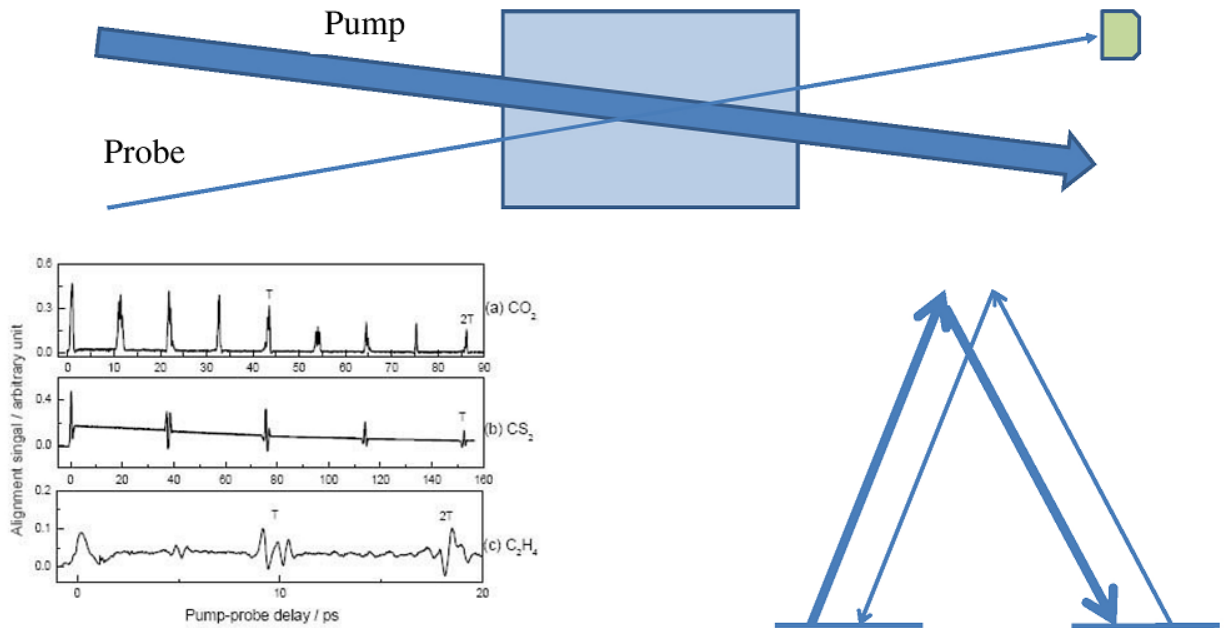 Pump
Probe
Alignment singal / arbitrary unit
0.6
0.3
0.0
T
2T
(a) CO2
0 10 20 30 40 50 60 70 80 90
0.4
0.0
T
(b) CS2
0 20 40 60 80 100 120 140 160
0.2
0.1
0.0
T
2T
(c) C2H4
0 10 20
Pump-probe delay / ps